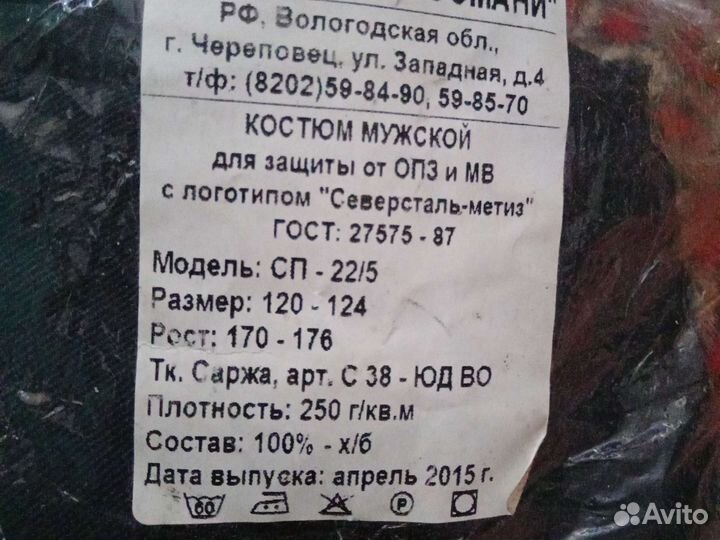 РФ, Вологодская обл.,
г. Череповец, ул. Западная, д.4
т/ф: (8202)59-84-90, 59-85-70
КОСТЮМ МУЖСКОЙ
для защиты от ОПЗ и МВ
с логотипом "Северсталь-метиз"
ГОСТ: 27575 - 87
Модель: СП - 22/5
Размер: 120 - 124
Рост: 170 - 176
Тк. Саржа, арт. С 38 - ЮД ВО
Плотность: 250 г/кв.м
Состав: 100% - х/б
Дата выпуска: апрель 2015 г.
60 P
Avito